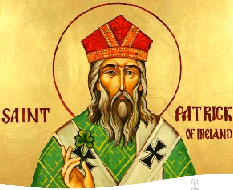 SAINT PATRICK
OF IRELAND